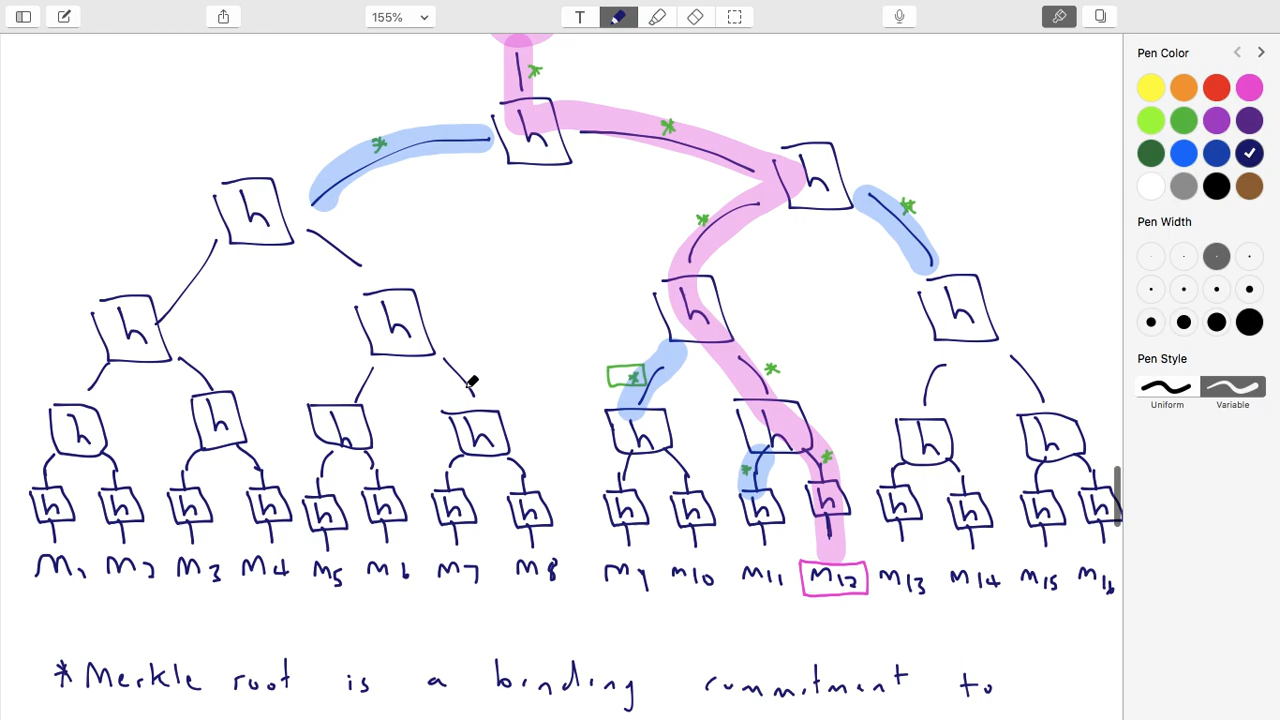 155%
T
Pen Color
*
h
*
*
h
h
*
*
Pen Width
h
h
h
h
*
*
Pen Style
Uniform
Variable
h h h h h h h h
*
*
h h h h h h h h h h h h h h h h
M1 M2 M3 M4 M5 M6 M7 M8 M9 M10 M11 M12 M13 M14 M15 M16
*Merkle root is a binding commitment to